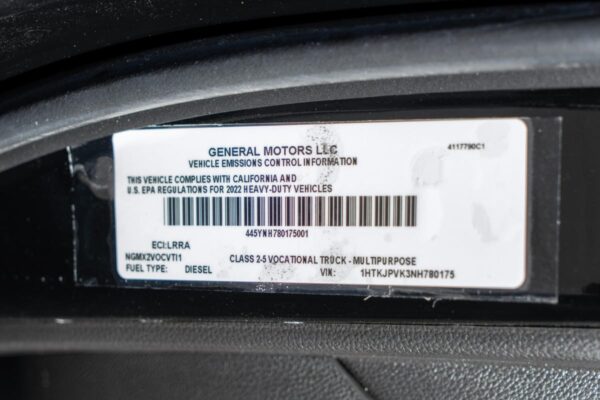 GENERAL MOTORS LLC
4117790C1
VEHICLE EMISSIONS CONTROL INFORMATION
THIS VEHICLE COMPLIES WITH CALIFORNIA AND
U.S. EPA REGULATIONS FOR 2022 HEAVY-DUTY VEHICLES
445YNH780175001
ECI:LRRA
NGMX2VOCVTI1
CLASS 2-5 VOCATIONAL TRUCK - MULTIPURPOSE
FUEL TYPE: DIESEL
VIN: 1HTKJPVK3NH780175